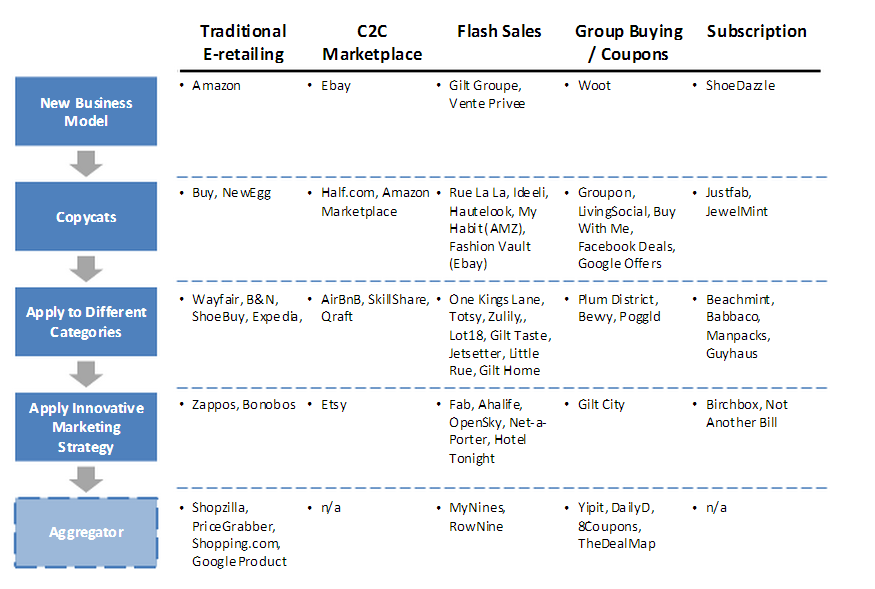 Traditional
E-retailing
C2C
Marketplace
Flash Sales
Group Buying
/ Coupons
Subscription
New Business
Model
• Amazon
• Ebay
• Gilt Groupe,
Vente Privee
• Woot
• ShoeDazzle
Copycats
• Buy, NewEgg
• Half.com, Amazon
Marketplace
• Rue La La, Ideeli,
Hautelook, My
Habit (AMZ),
Fashion Vault
(Ebay)
• Groupon,
LivingSocial, Buy
With Me,
Facebook Deals,
Google Offers
• Justfab,
JewelMint
Apply to Different
Categories
• Wayfair, B&N,
ShoeBuy, Expedia,
• AirBnB, SkillShare,
Qraft
• One Kings Lane,
Totsy, Zulily,,
Lot18, Gilt Taste,
Jetsetter, Little
Rue, Gilt Home
• Plum District,
Bewy, Poggld
• Beachmint,
Babbaco,
Manpacks,
Guyhaus
Apply Innovative
Marketing
Strategy
• Zappos, Bonobos
• Etsy
• Fab, Ahalife,
OpenSky, Net-a-
Porter, Hotel
Tonight
• Gilt City
• Birchbox, Not
Another Bill
Aggregator
• Shopzilla,
PriceGrabber,
Shopping.com,
Google Product
• n/a
• MyNines,
RowNine
• Yipit, DailyD,
8Coupons,
TheDealMap
• n/a